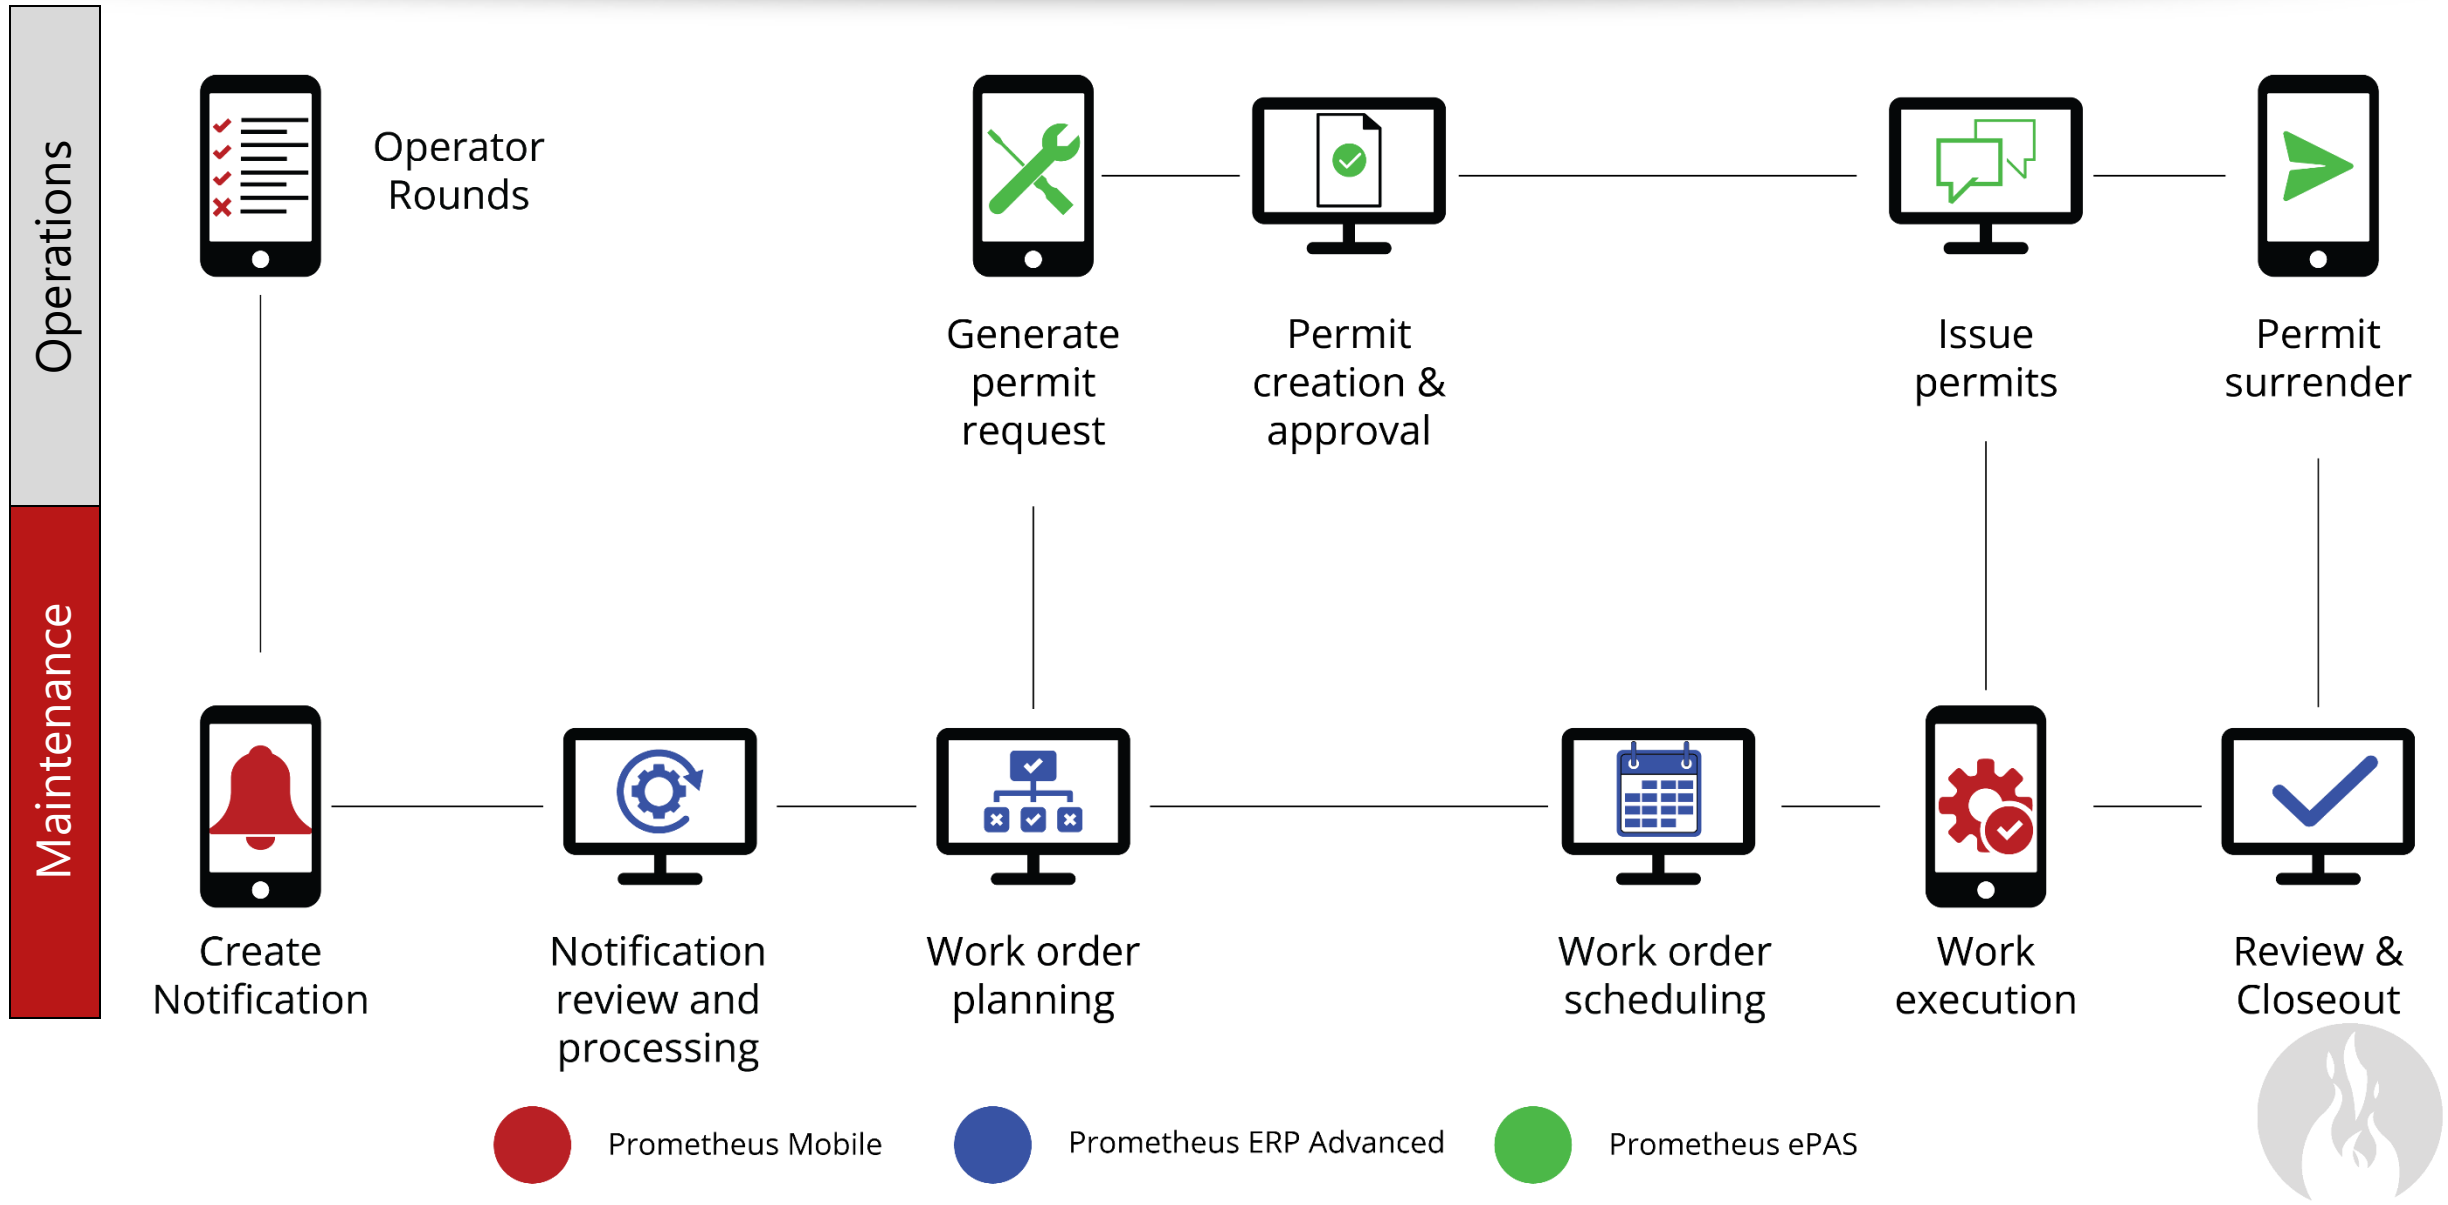 Operations
Operator
Rounds
Generate
permit
request
Permit
creation &
approval
Issue
permits
Permit
surrender
Maintenance
Create
Notification
Notification
review and
processing
Work order
planning
Work order
scheduling
Work
execution
Review &
Closeout
Prometheus Mobile
Prometheus ERP Advanced
Prometheus ePAS